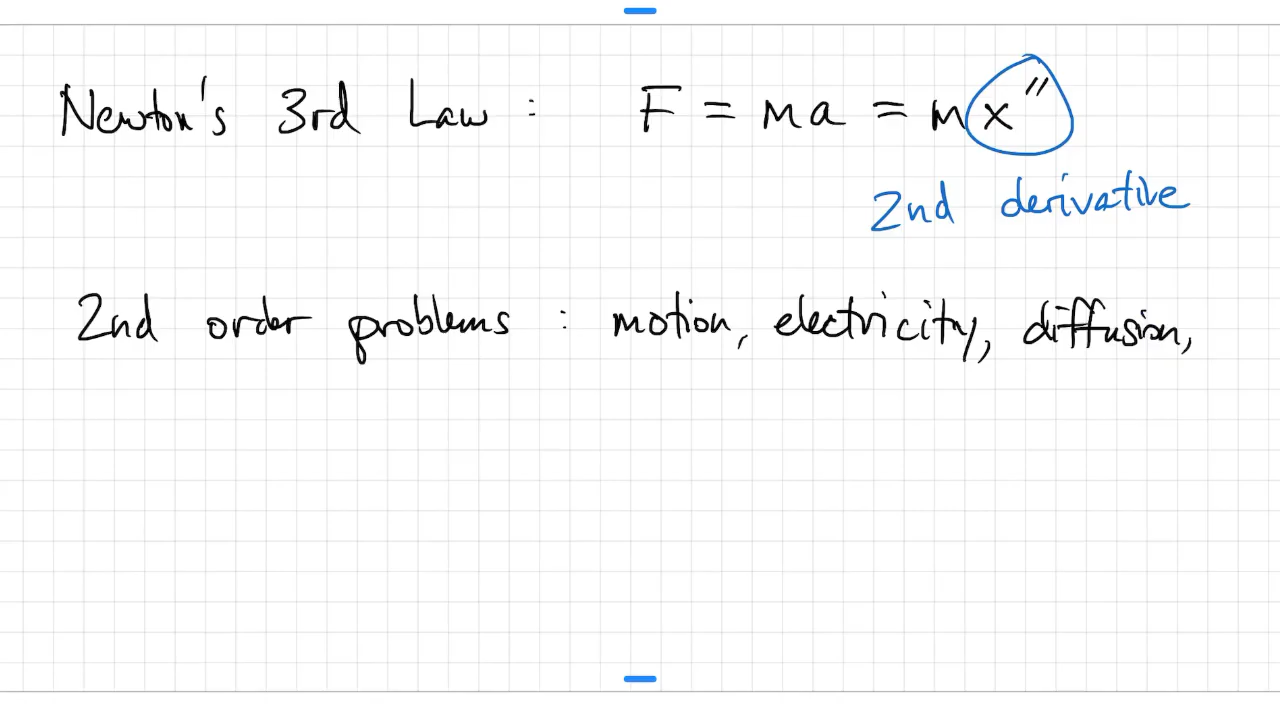 Newton's 3rd Law : F = ma = mx″
2nd derivative
2nd order problems : motion, electricity, diffusion,